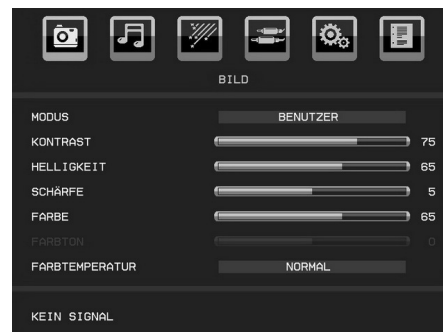 BILD
MODUS BENUTZER
KONTRAST 75
HELLIGKEIT 65
SCHÄRFE 5
FARBE 65
FARBTON 0
FARBTEMPERATUR NORMAL
KEIN SIGNAL